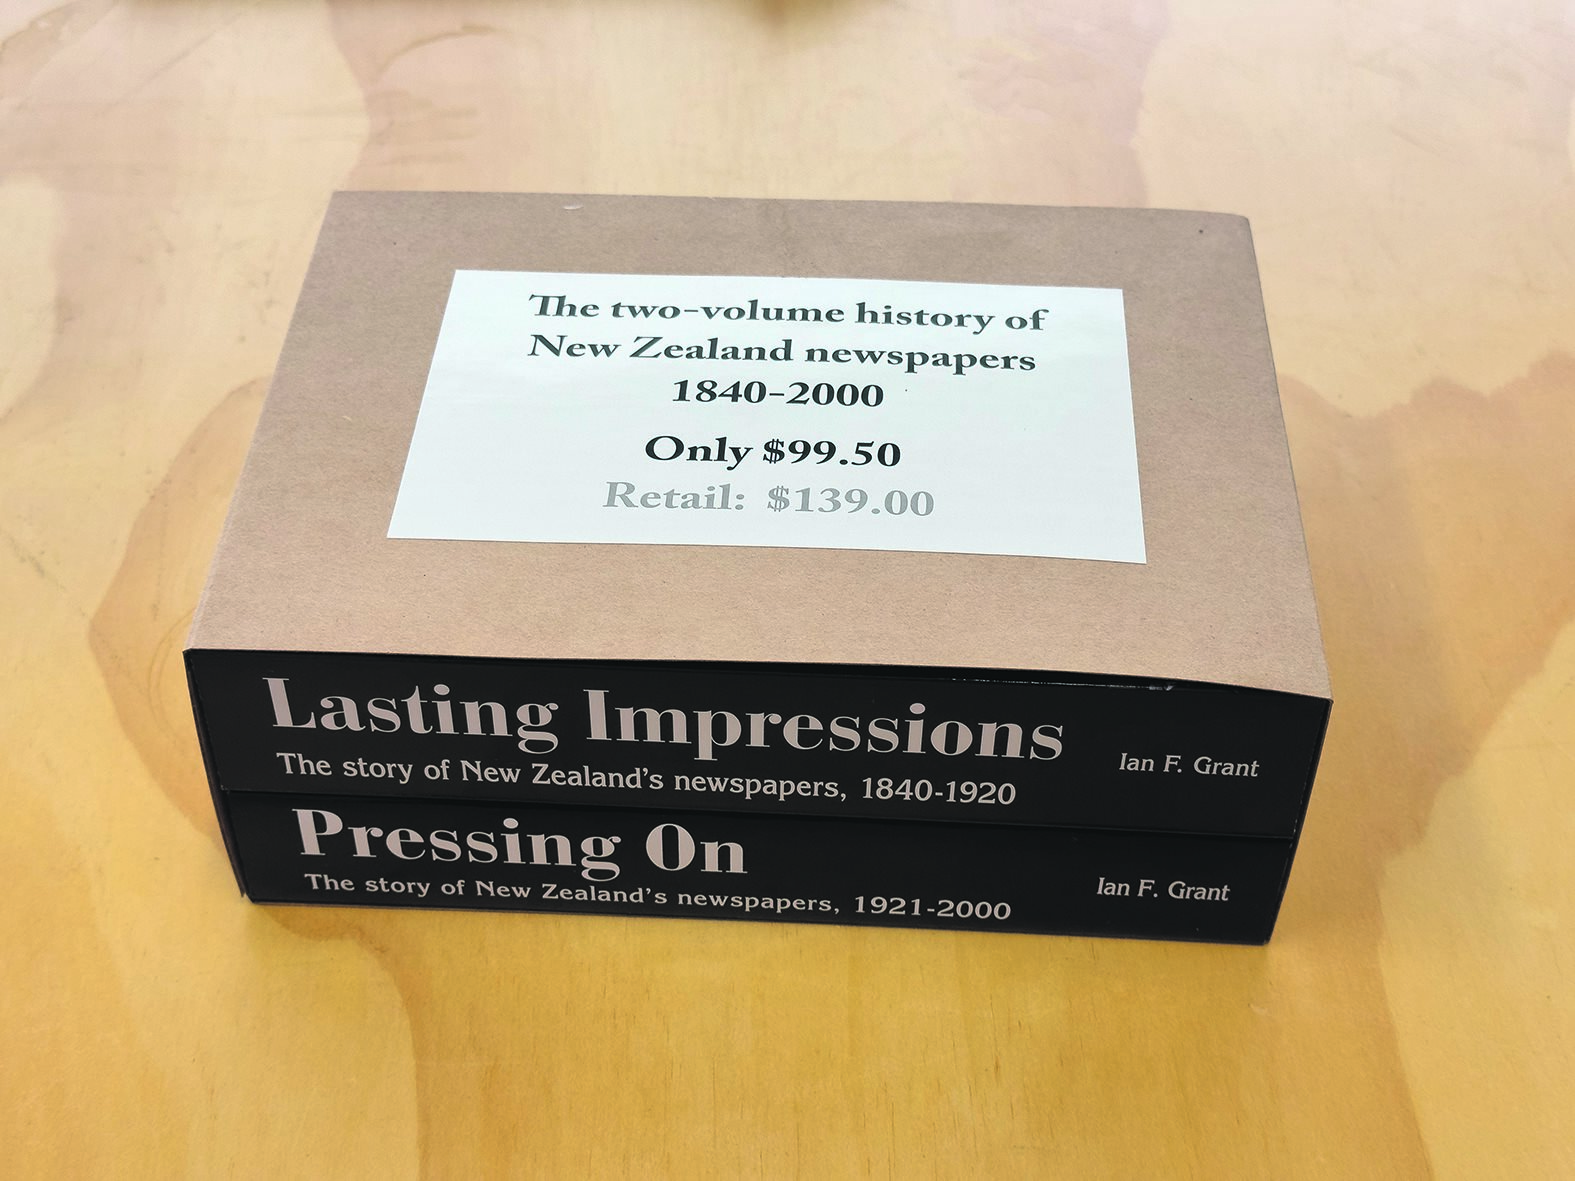 The two-volume history of
New Zealand newspapers
1840-2000
Only $99.50
Retail: $139.00
Lasting Impressions
The story of New Zealand's newspapers, 1840-1920
Ian F. Grant
Pressing On
The story of New Zealand's newspapers, 1921-2000
Ian F. Grant